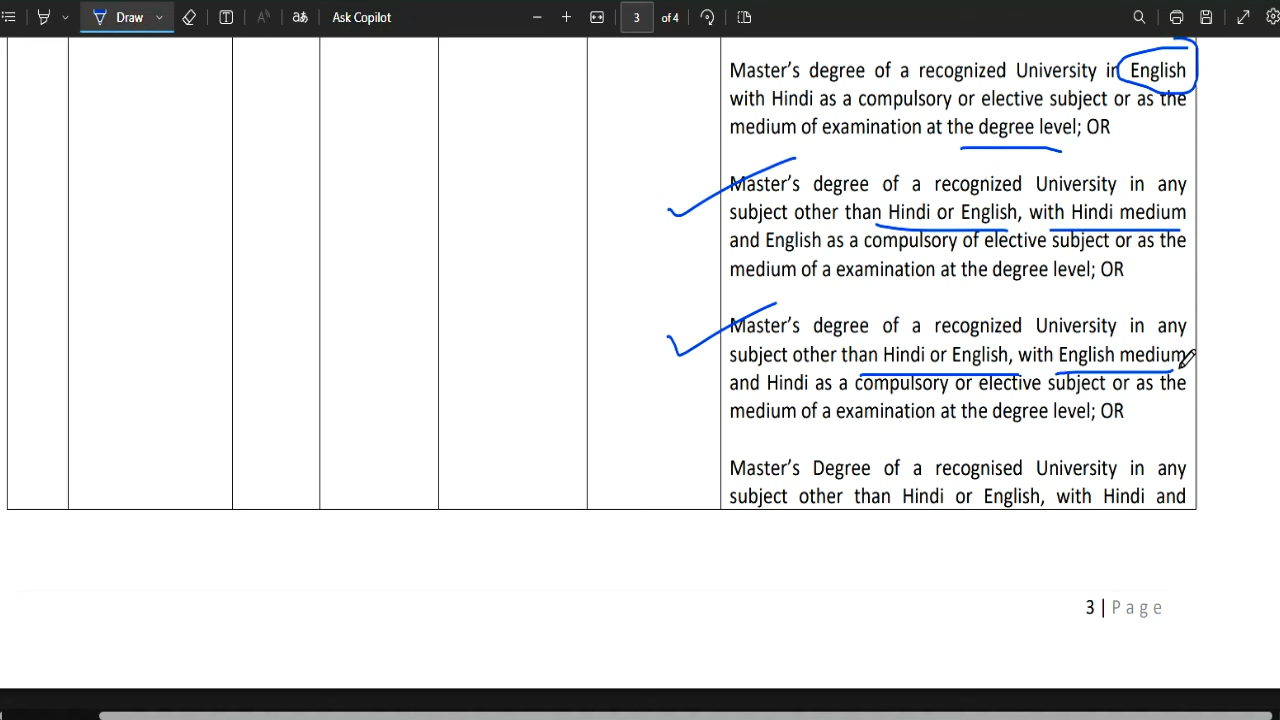 Draw
Ask Copilot
3 of 4
Master's degree of a recognized University in English
with Hindi as a compulsory or elective subject or as the
medium of examination at the degree level; OR
Master's degree of a recognized University in any
subject other than Hindi or English, with Hindi medium
and English as a compulsory of elective subject or as the
medium of a examination at the degree level; OR
Master's degree of a recognized University in any
subject other than Hindi or English, with English medium
and Hindi as a compulsory or elective subject or as the
medium of a examination at the degree level; OR
Master's Degree of a recognised University in any
subject other than Hindi or English, with Hindi and
3 | Page